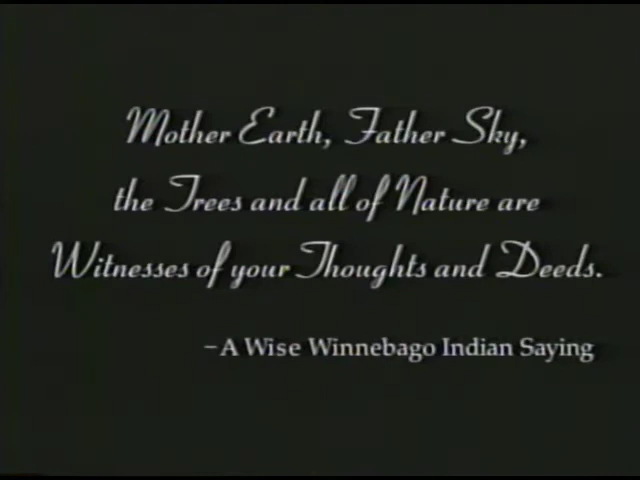 Mother Earth, Father Sky,
the Trees and all of Nature are
Witnesses of your Thoughts and Deeds.
–A Wise Winnebago Indian Saying